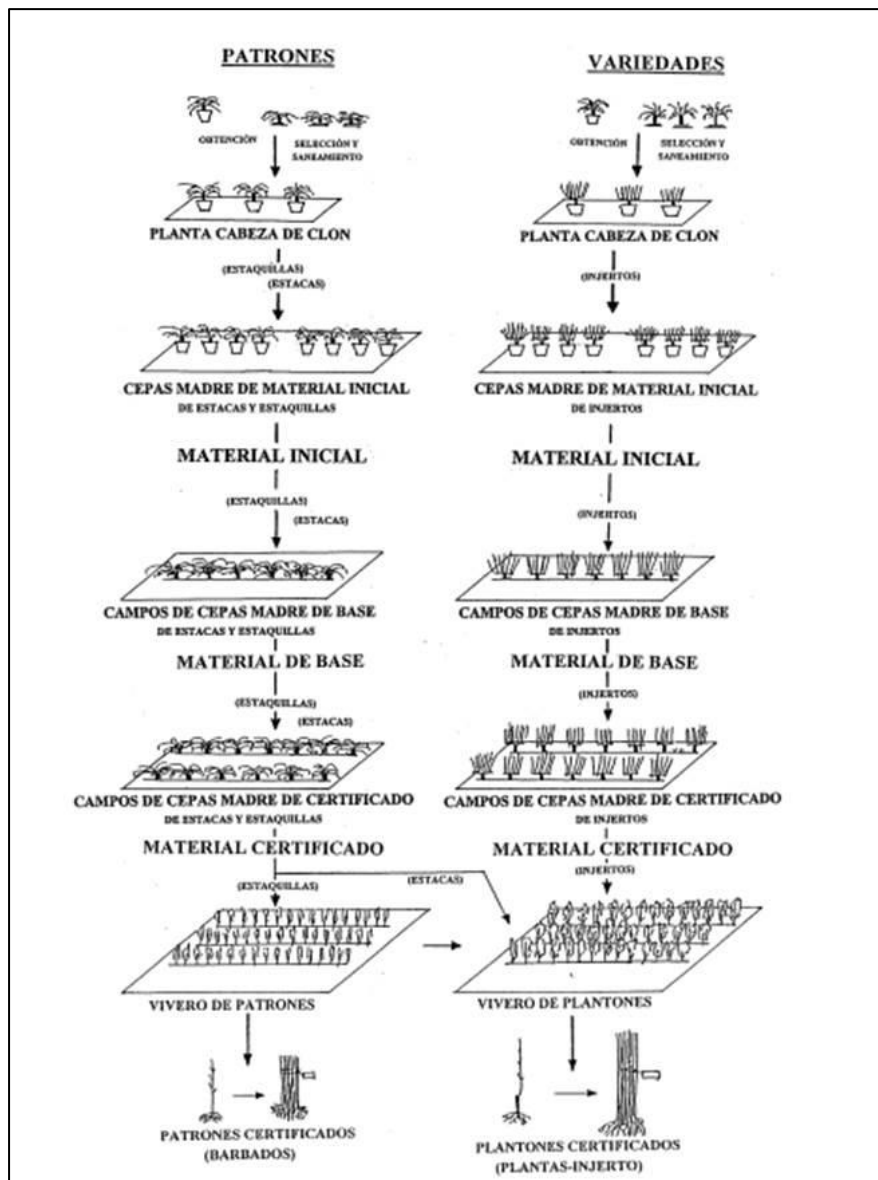 PATRONES
OBTENCIÓN
SELECCIÓN Y
SANEAMIENTO
PLANTA CABEZA DE CLON
(ESTAQUILLAS)
(ESTACAS)
CEPAS MADRE DE MATERIAL INICIAL
DE ESTACAS Y ESTAQUILLAS
MATERIAL INICIAL
(ESTAQUILLAS)
(ESTACAS)
CAMPOS DE CEPAS MADRE DE BASE
DE ESTACAS Y ESTAQUILLAS
MATERIAL DE BASE
(ESTAQUILLAS)
(ESTACAS)
CAMPOS DE CEPAS MADRE DE CERTIFICADO
DE ESTACAS Y ESTAQUILLAS
MATERIAL CERTIFICADO
(ESTAQUILLAS)
(ESTACAS)
VIVERO DE PATRONES
PATRONES CERTIFICADOS
(BARBADOS)
VARIEDADES
OBTENCIÓN
SELECCIÓN Y
SANEAMIENTO
PLANTA CABEZA DE CLON
(INJERTOS)
CEPAS MADRE DE MATERIAL INICIAL
DE INJERTOS
MATERIAL INICIAL
(INJERTOS)
CAMPOS DE CEPAS MADRE DE BASE
DE INJERTOS
MATERIAL DE BASE
(INJERTOS)
CAMPOS DE CEPAS MADRE DE CERTIFICADO
DE INJERTOS
MATERIAL CERTIFICADO
(INJERTOS)
VIVERO DE PLANTONES
PLANTONES CERTIFICADOS
(PLANTAS-INJERTO)